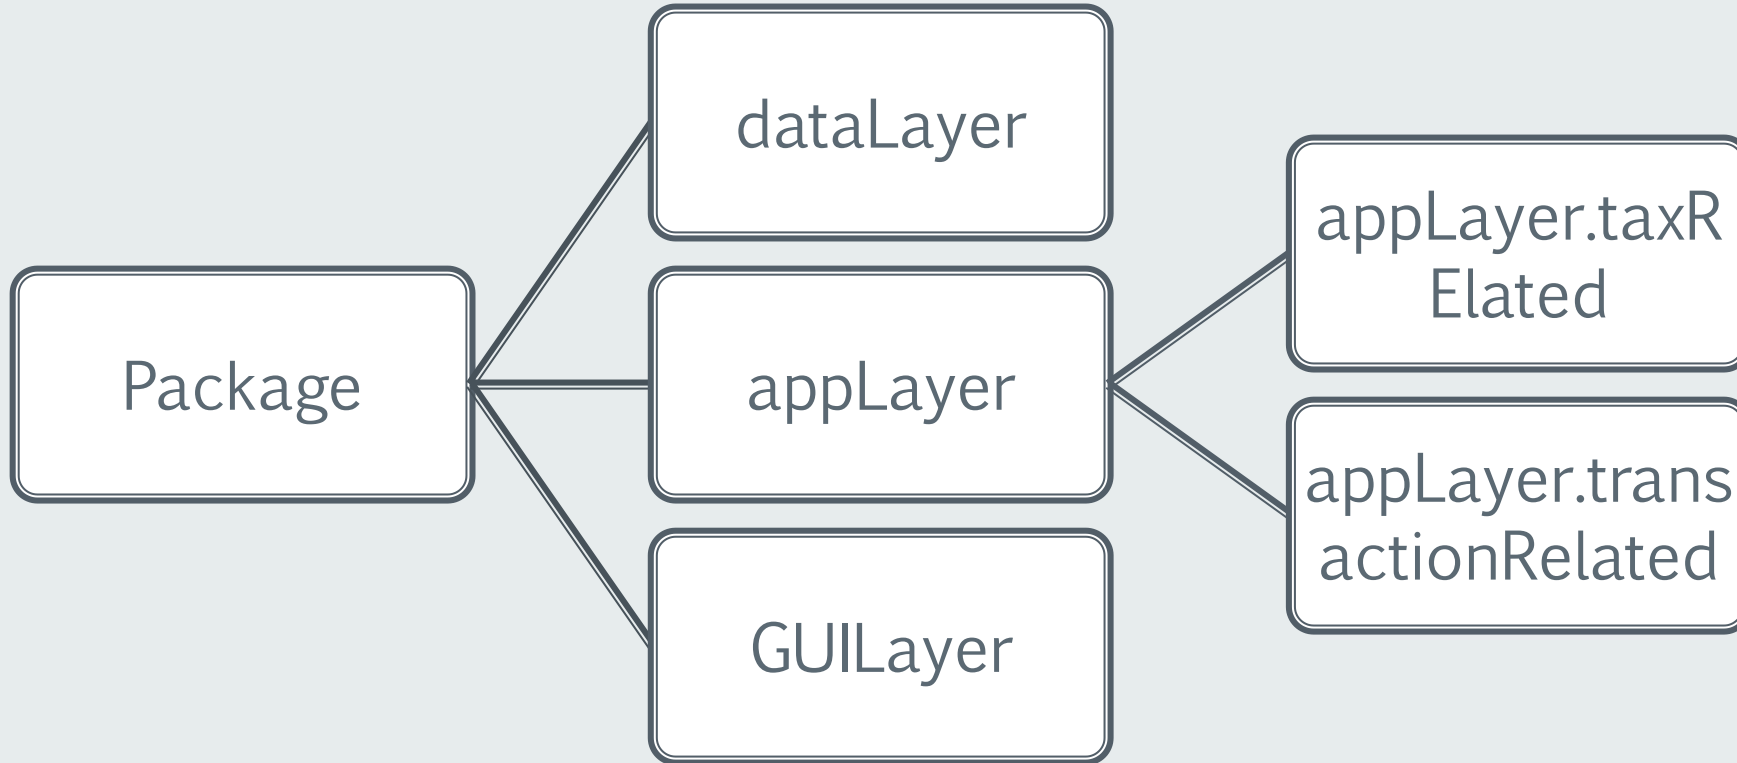 Package
dataLayer
appLayer
GUILayer
appLayer.taxR
Elated
appLayer.trans
actionRelated